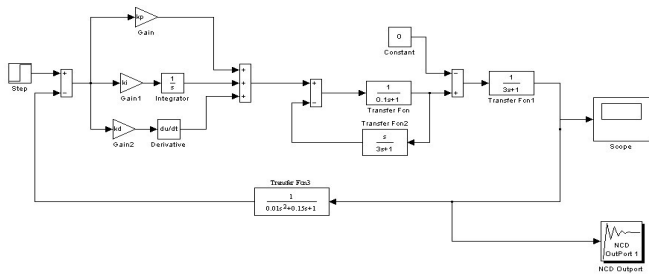 kp
Gain
0
Constant
Step
+
−
ki
Gain1
1
s
Integrator
+
+
+
+
−
1
0.1s+1
Transfer Fcn
−
+
1
3s+1
Transfer Fcn1
Scope
kd
Gain2
du/dt
Derivative
Transfer Fcn2
s
3s+1
Transfer Fcn3
1
0.01s²+0.15s+1
NCD
OutPort 1
NCD Outport